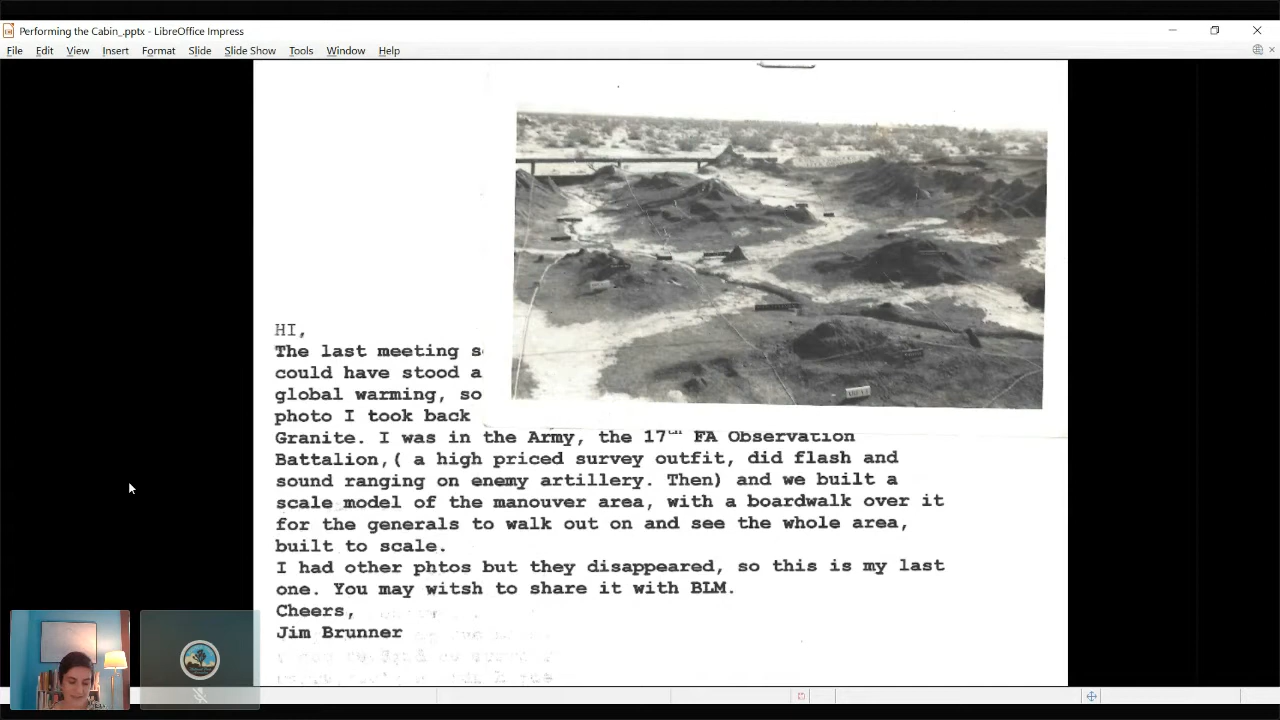 Performing the Cabin_.pptx - LibreOffice Impress
File Edit View Insert Format Slide Slide Show Tools Window Help
HI,
The last meeting s
could have stood a
global warming, so
photo I took back
Granite. I was in the Army, the 17th FA Observation
Battalion,( a high priced survey outfit, did flash and
sound ranging on enemy artillery. Then) and we built a
scale model of the manouver area, with a boardwalk over it
for the generals to walk out on and see the whole area,
built to scale.
I had other phtos but they disappeared, so this is my last
one. You may witsh to share it with BLM.
Cheers,
Jim Brunner